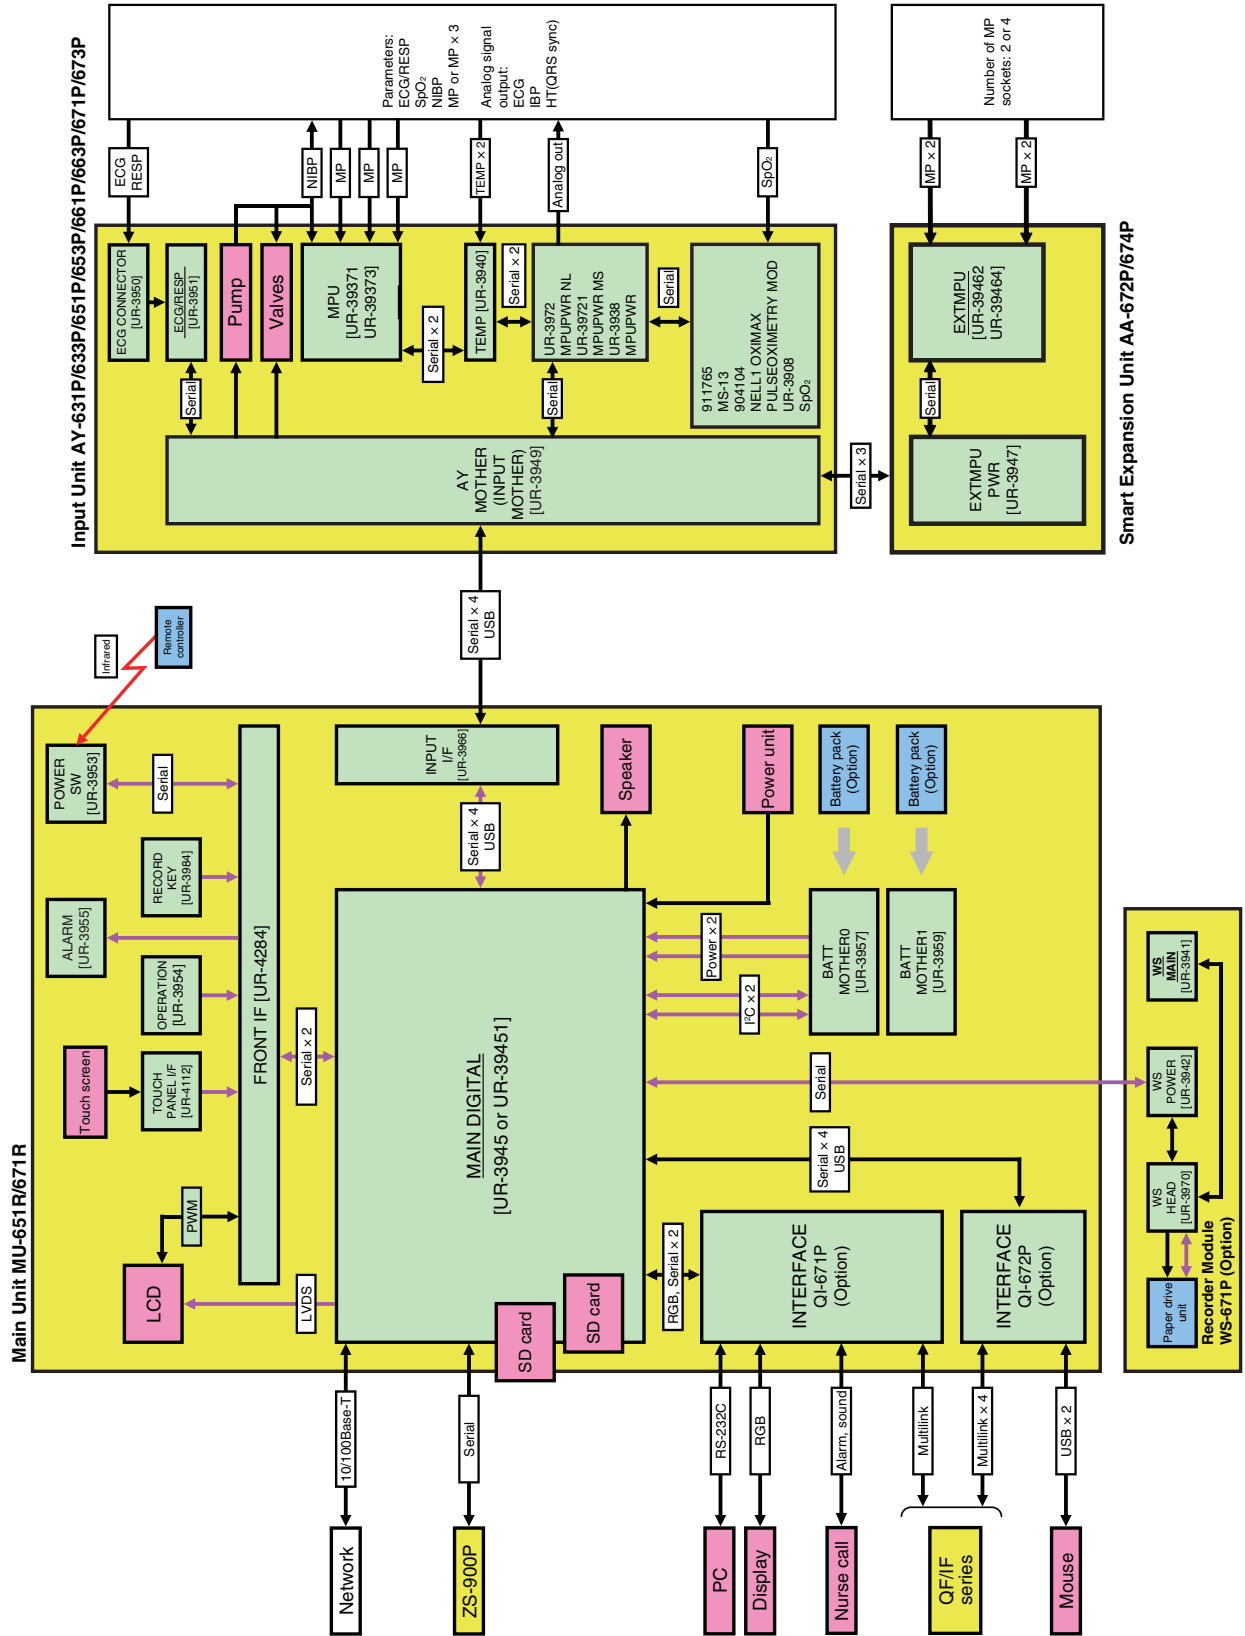 Main Unit MU-651R/671R
Touch screen
TOUCH
PANEL I/F
[UR-4112]
OPERATION
[UR-3954]
ALARM
[UR-3955]
RECORD
KEY
[UR-3984]
POWER
SW
[UR-3953]
Serial
Infrared
Remote
controller
LCD
PWM
FRONT IF [UR-4284]
LVDS
Serial × 2
Network
10/100Base-T
ZS-900P
Serial
SD card
SD card
MAIN DIGITAL
[UR-3945 or UR-39451]
Serial × 4
USB
INPUT
I/F
[UR-3966]
Serial × 4
USB
Speaker
Power unit
Power × 2
I²C × 2
BATT
MOTHER0
[UR-3957]
Battery pack
(Option)
BATT
MOTHER1
[UR-3959]
Battery pack
(Option)
Serial
Serial × 4
USB
RGB, Serial × 2
INTERFACE
QI-671P
(Option)
INTERFACE
QI-672P
(Option)
PC
RS-232C
Display
RGB
Nurse call
Alarm, sound
QF/IF
series
Multilink
Multilink × 4
Mouse
USB × 2
Paper drive
unit
WS
HEAD
[UR-3970]
WS
POWER
[UR-3942]
WS
MAIN
[UR-3941]
Recorder Module
WS-671P (Option)
Input Unit AY-631P/633P/651P/653P/661P/663P/671P/673P
ECG CONNECTOR
[UR-3950]
ECG/RESP
[UR-3951]
ECG
RESP
Serial
Pump
Valves
NIBP
MPU
[UR-39371
UR-39373]
MP
MP
MP
Serial × 2
TEMP [UR-3940]
TEMP × 2
Serial × 2
UR-3972
MPUPWR NL
UR-39721
MPUPWR MS
UR-3938
MPUPWR
Analog out
Serial
Serial
911765
MS-13
904104
NELL1 OXIMAX
PULSEOXIMETRY MOD
UR-3908
SpO₂
SpO₂
AY
MOTHER
(INPUT
MOTHER)
[UR-3949]
Parameters:
ECG/RESP
SpO₂
NIBP
MP or MP × 3
Analog signal
output:
ECG
IBP
HT(QRS sync)
Serial × 3
EXTMPU
PWR
[UR-3947]
Serial
EXTMPU
[UR-39462
UR-39464]
MP × 2
MP × 2
Number of MP
sockets: 2 or 4
Smart Expansion Unit AA-672P/674P